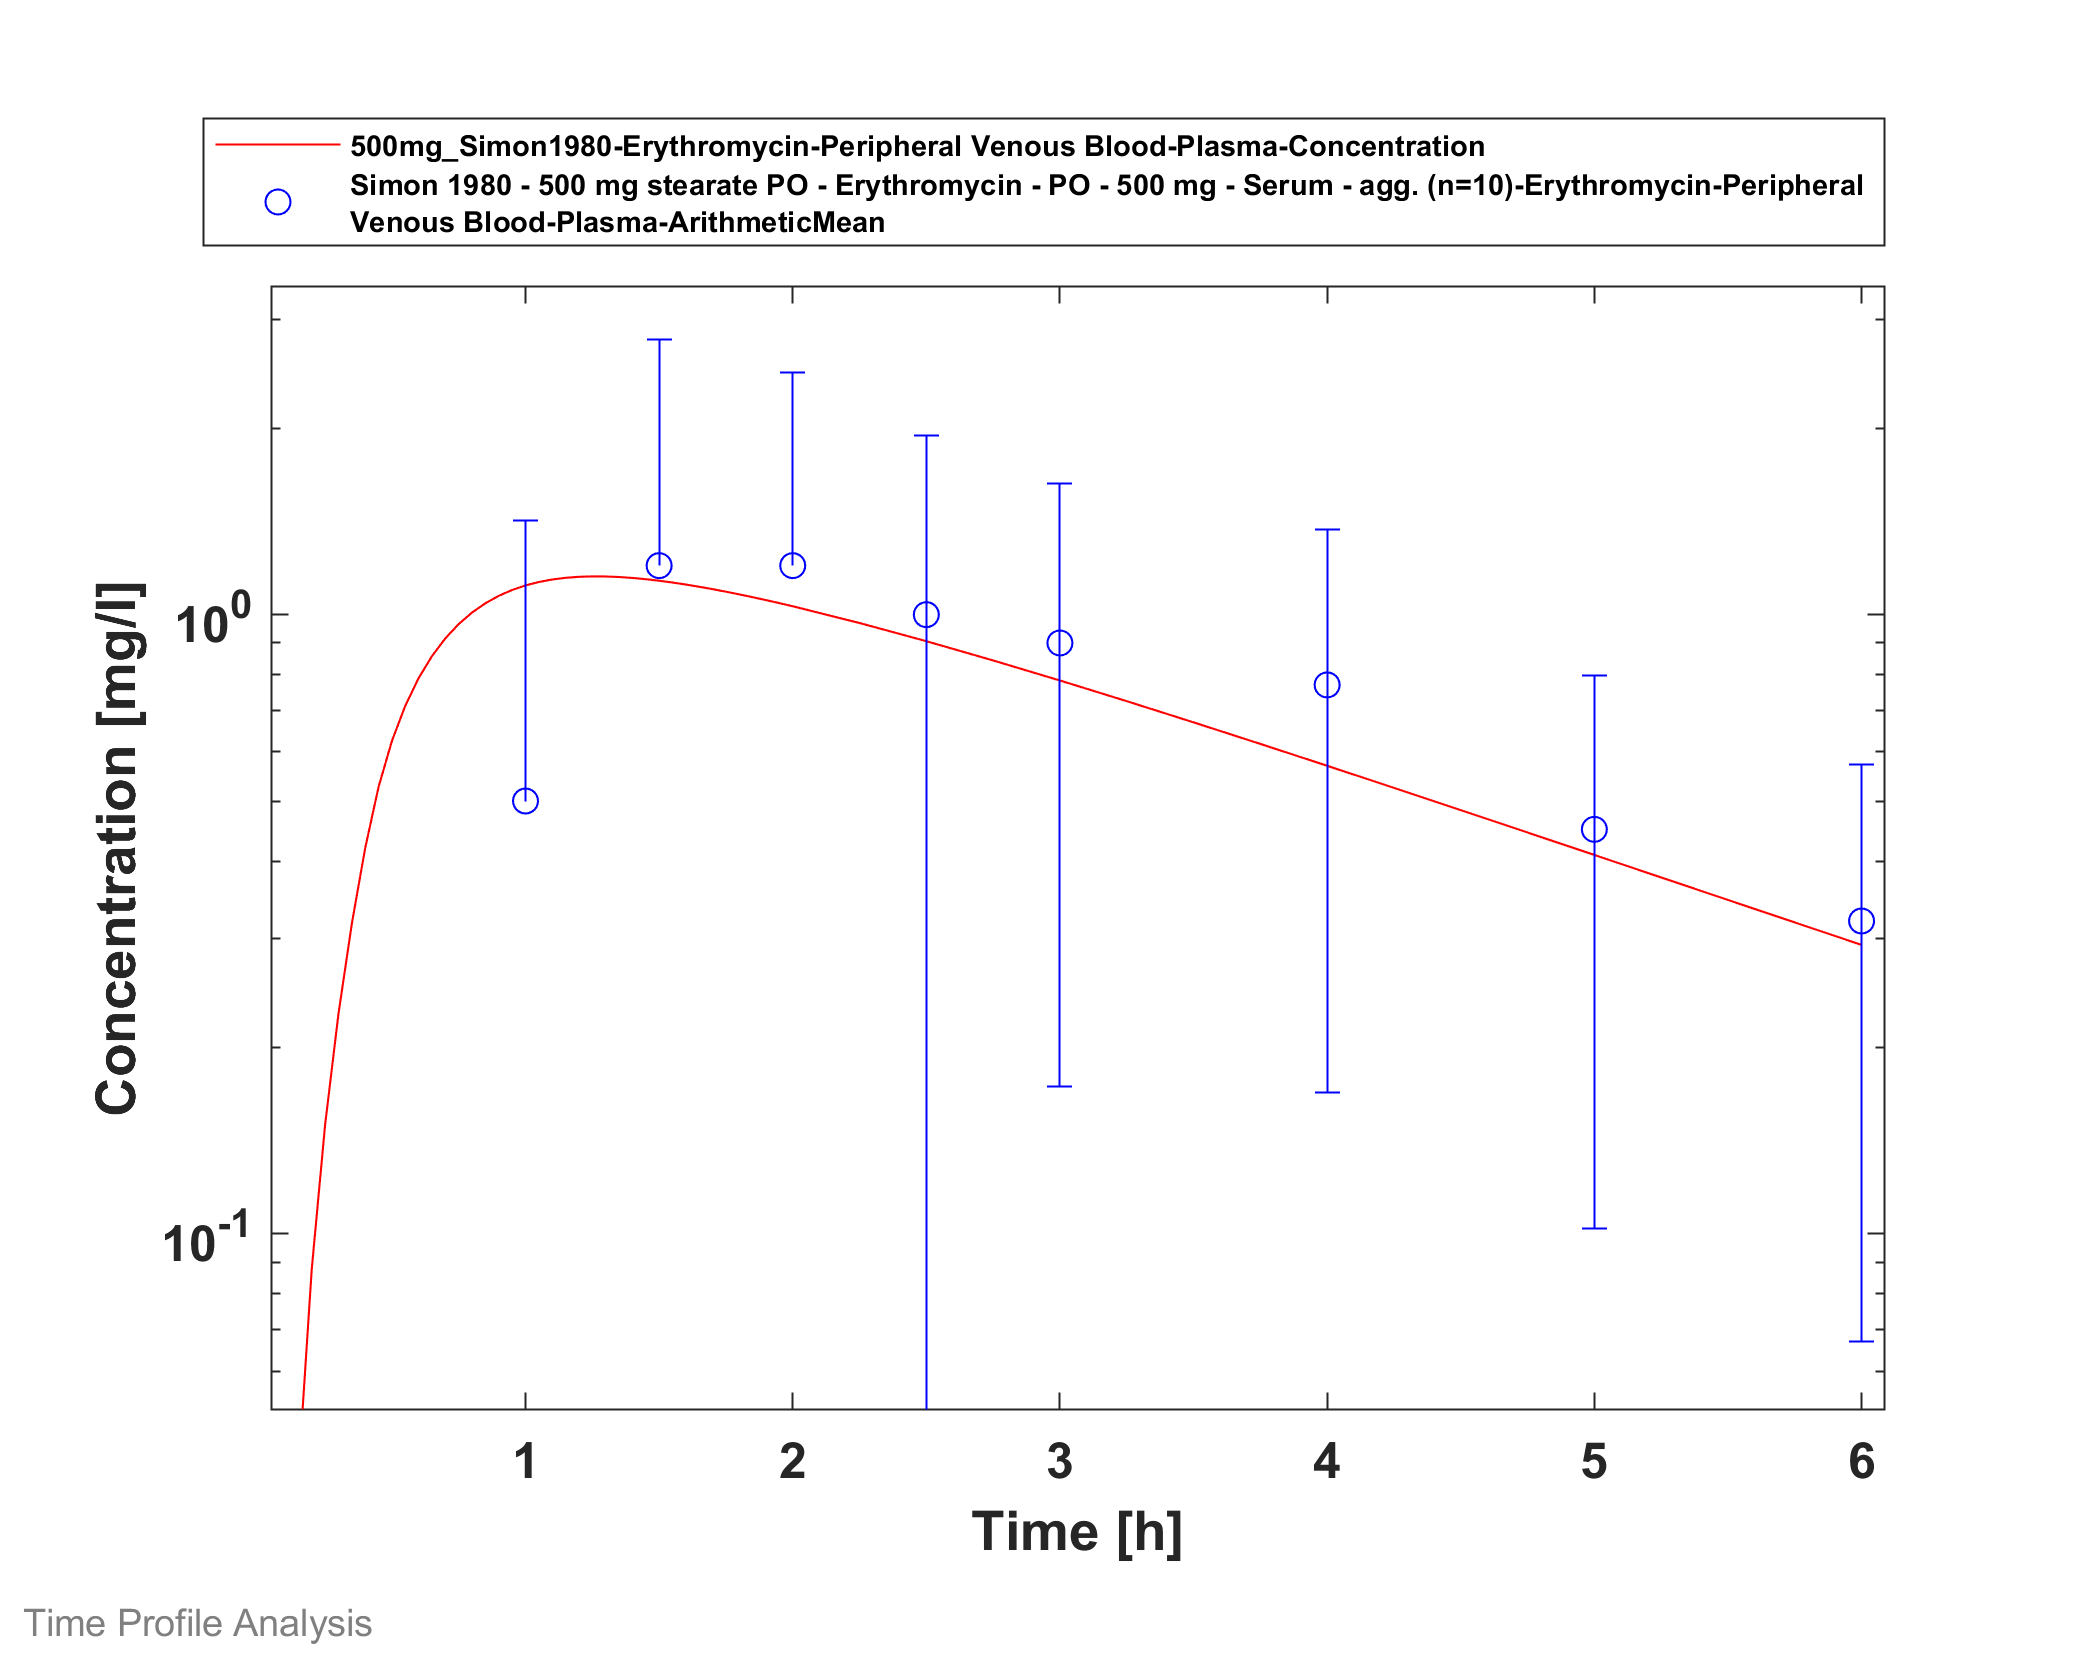 500mg_Simon1980-Erythromycin-Peripheral Venous Blood-Plasma-Concentration
Simon 1980 - 500 mg stearate PO - Erythromycin - PO - 500 mg - Serum - agg. (n=10)-Erythromycin-Peripheral
Venous Blood-Plasma-ArithmeticMean
Concentration [mg/l]
10^0
10^-1
1 2 3 4 5 6
Time [h]
Time Profile Analysis